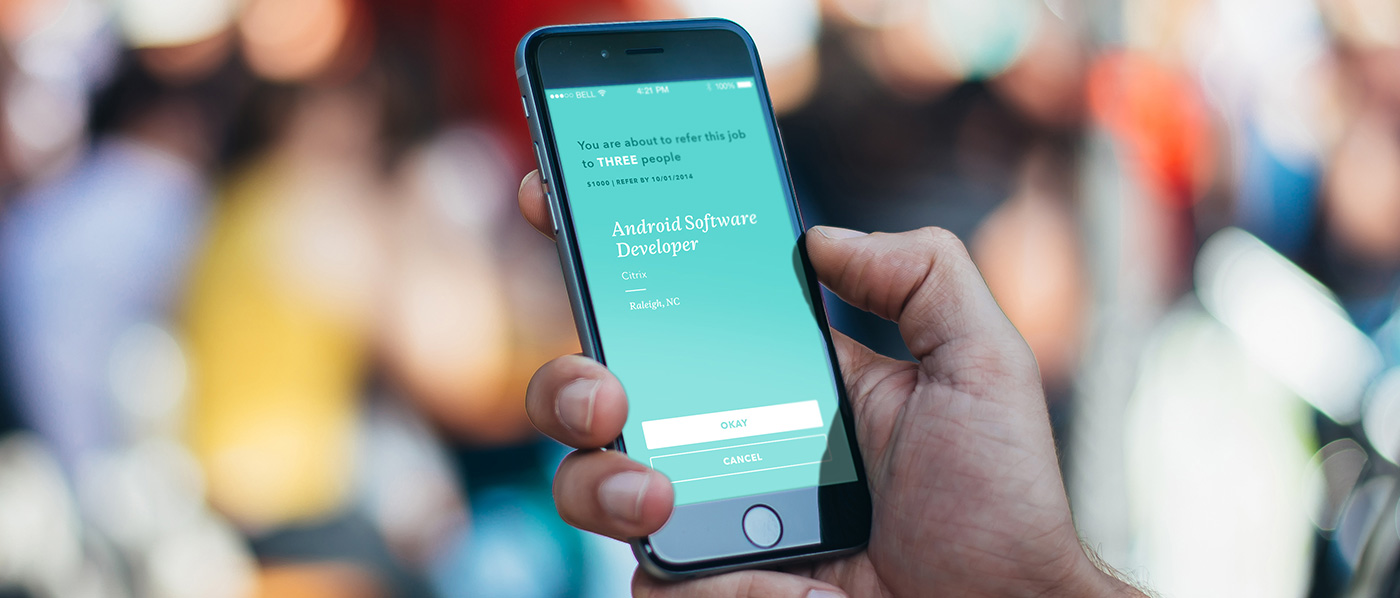 BELL 4:21 PM 100%
You are about to refer this job
to THREE people
$1000 | REFER BY 10/01/2014
Android Software
Developer
Citrix
Raleigh, NC
OKAY
CANCEL